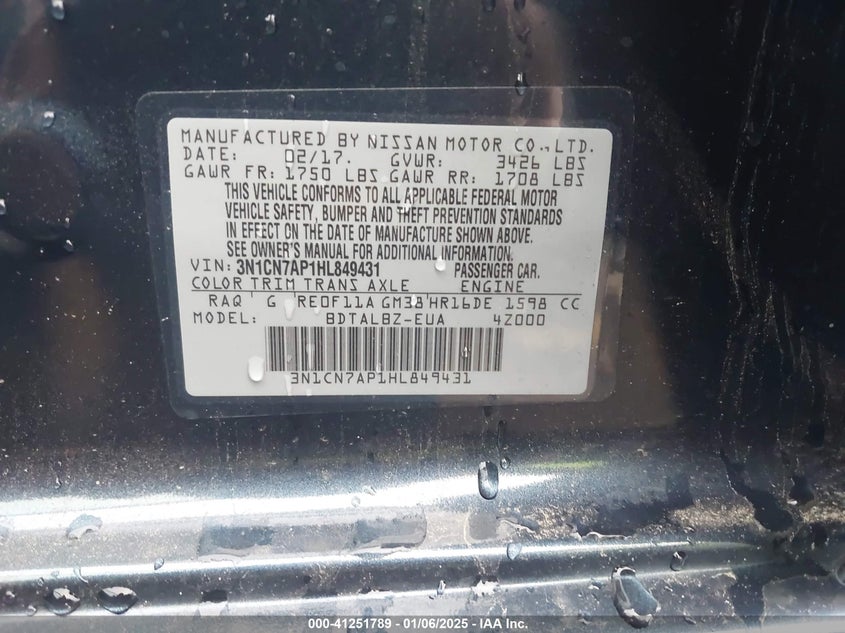 MANUFACTURED BY NISSAN MOTOR CO.,LTD.
DATE: 02/17. GVWR: 3426 LBS
GAWR FR: 1750 LBS GAWR RR: 1708 LBS
THIS VEHICLE CONFORMS TO ALL APPLICABLE FEDERAL MOTOR
VEHICLE SAFETY, BUMPER AND THEFT PREVENTION STANDARDS
IN EFFECT ON THE DATE OF MANUFACTURE SHOWN ABOVE.
SEE OWNER'S MANUAL FOR ADDITIONAL INFORMATION.
VIN: 3N1CN7AP1HL849431 PASSENGER CAR.
COLOR TRIM TRANS AXLE ENGINE
RAQ ' G ' RE0F11A GM38 ' HR16DE 1598 CC
MODEL: BDTALBZ-EUA 4Z000
3N1CN7AP1HL849431
000-41251789 - 01/06/2025 - IAA Inc.